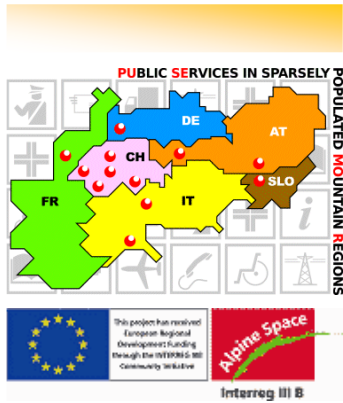 PUBLIC SERVICES IN SPARSELY
POPULATED MOUNTAIN REGIONS
DE
AT
CH
SLO
FR
IT
i
This project has received
European Regional
Development Funding
through the INTERREG IIIB
Community Initiative
Alpine Space
Interreg III B